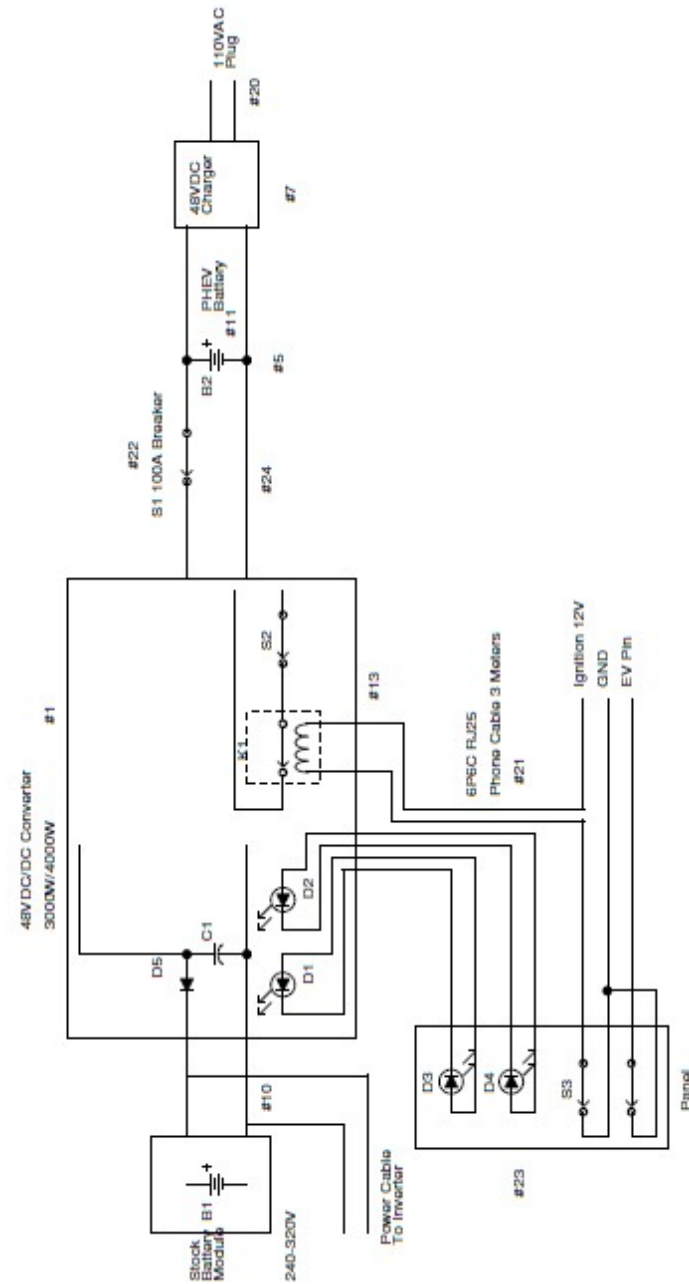 48VDC/DC Converter
3000W/4000W
#1
Stock
Battery
Module
B1
+
240-320V
#10
Power Cable
To Inverter
D5
C1
D1
D2
K1
S2
#13
#22
S1 100A Breaker
#24
B2
+
PHEV
Battery
#11
#5
48VDC
Charger
#7
110VAC
Plug
#20
6P6C RJ25
Phone Cable 3 Meters
#21
Ignition 12V
GND
EV Pin
D3
D4
S3
#23
Panel